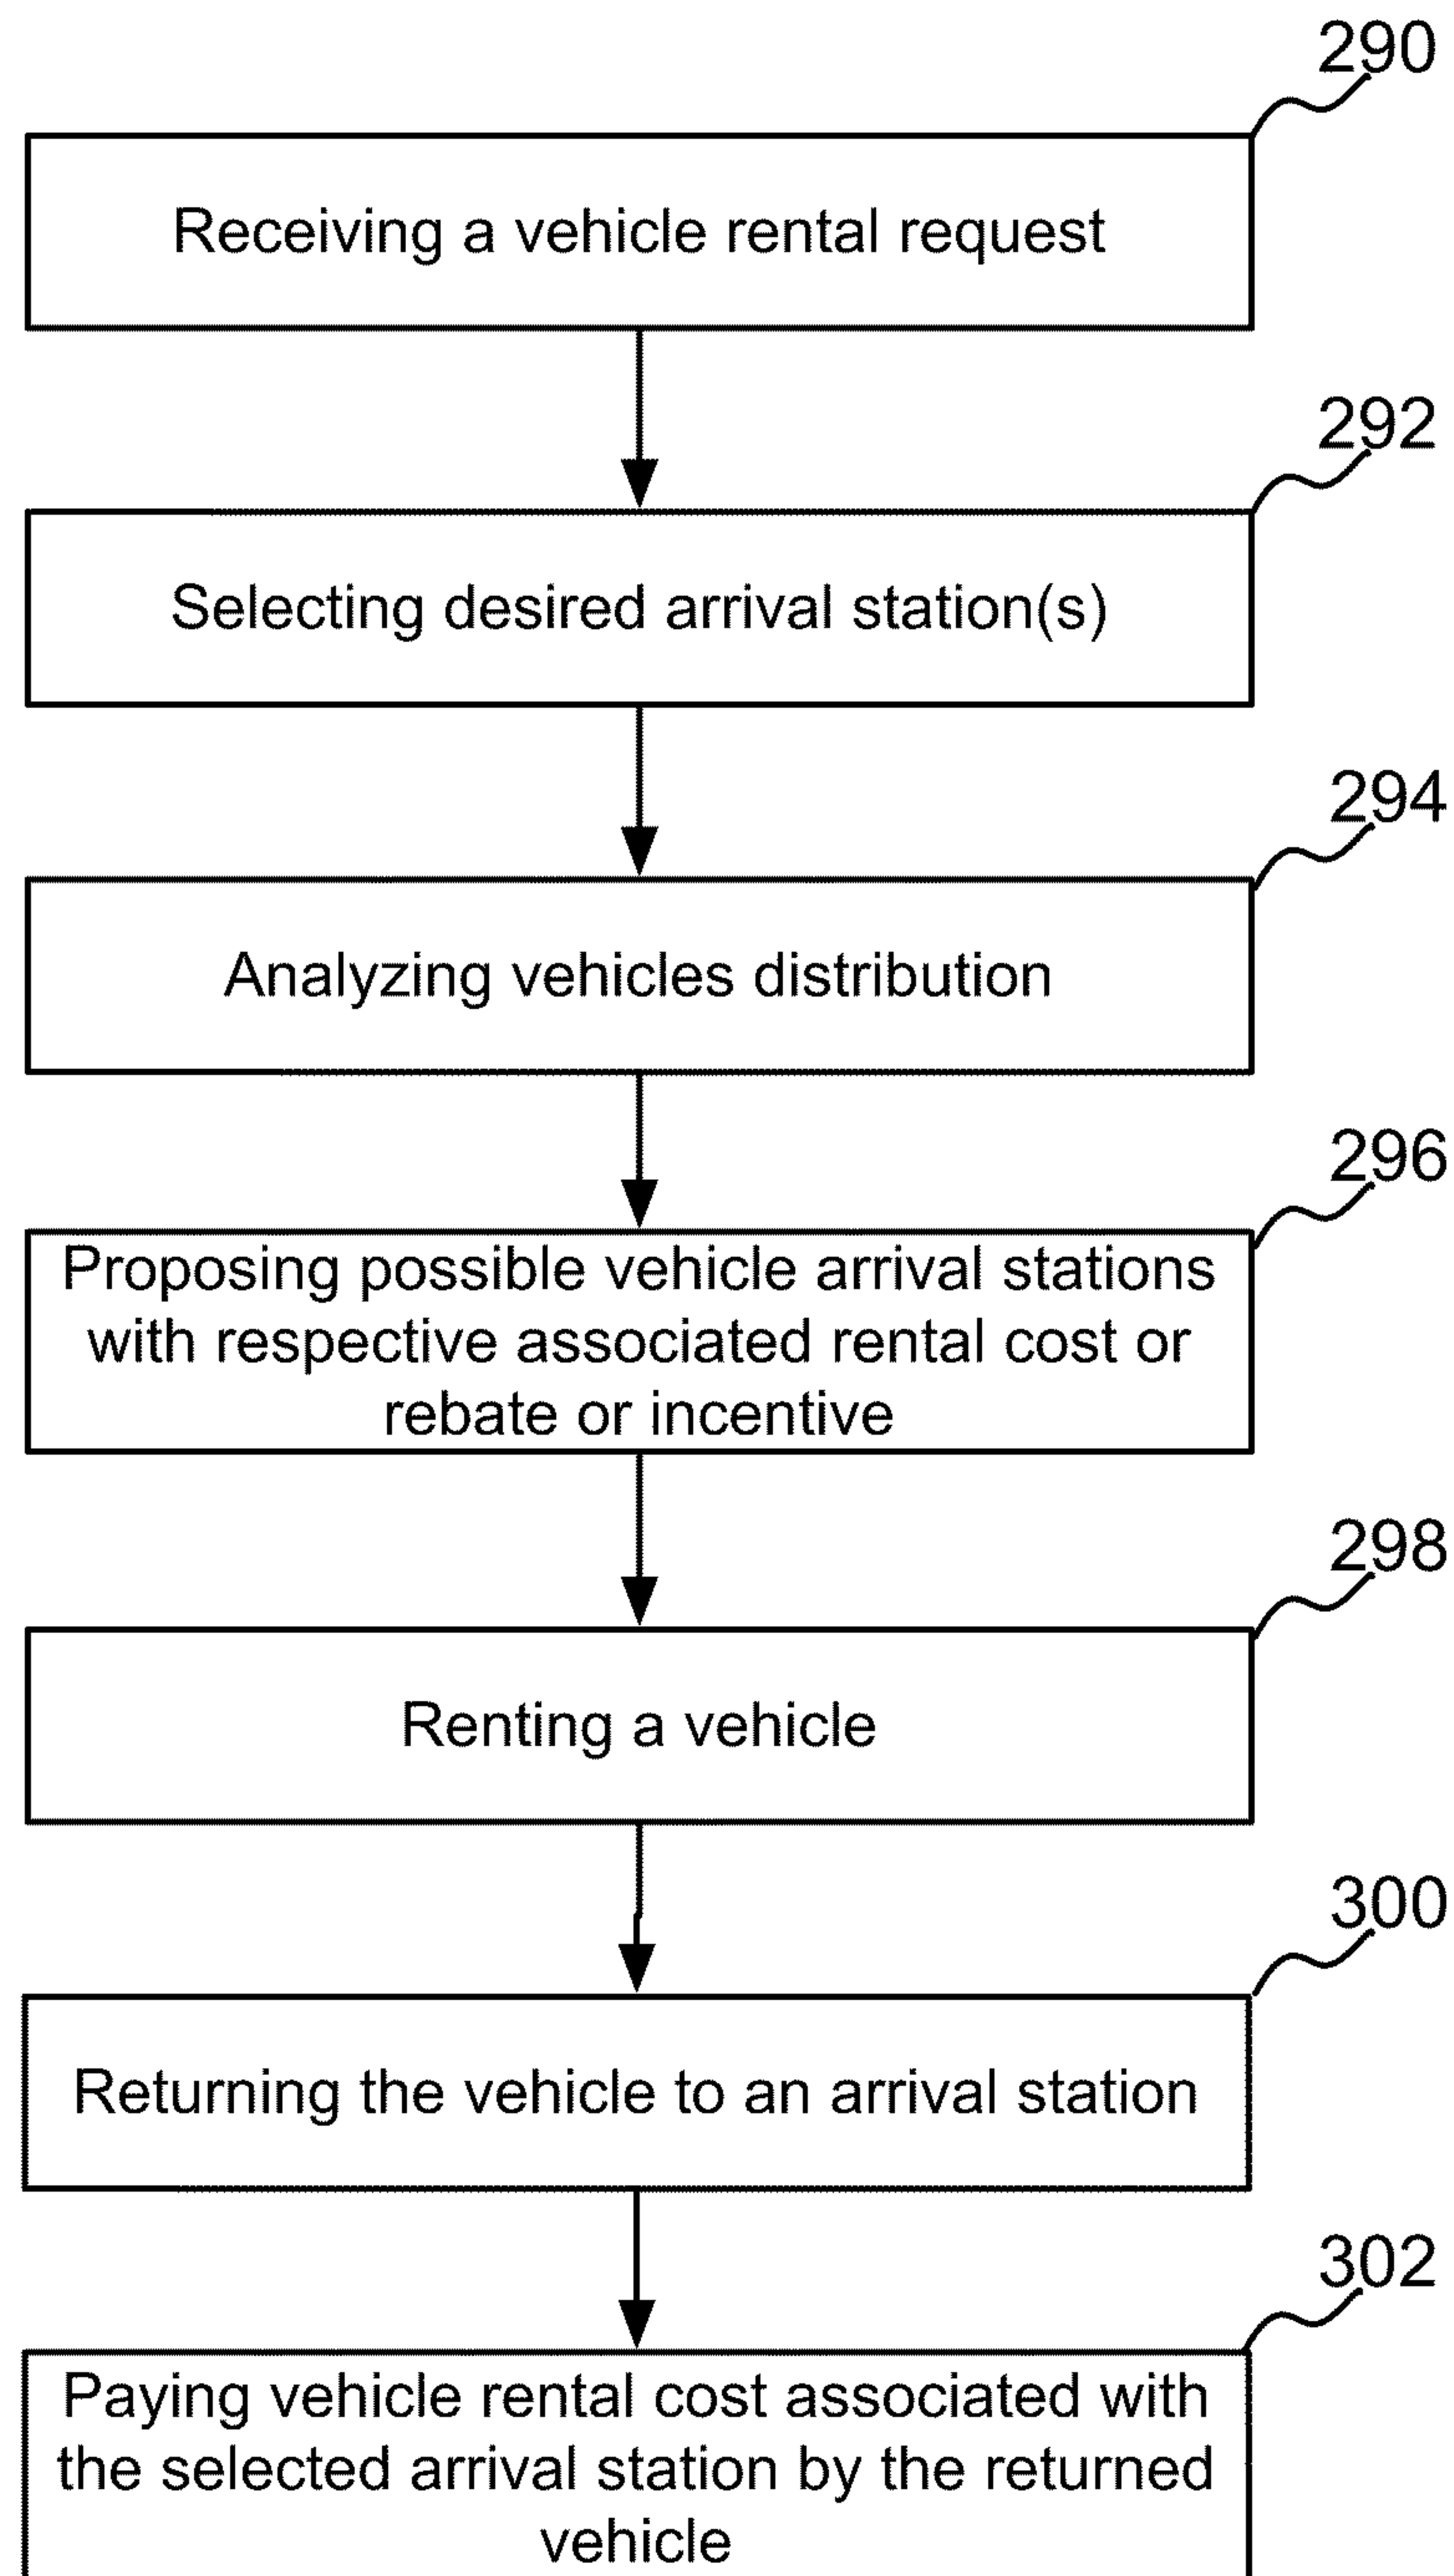 290
Receiving a vehicle rental request
292
Selecting desired arrival station(s)
294
Analyzing vehicles distribution
296
Proposing possible vehicle arrival stations
with respective associated rental cost or
rebate or incentive
298
Renting a vehicle
300
Returning the vehicle to an arrival station
302
Paying vehicle rental cost associated with
the selected arrival station by the returned
vehicle